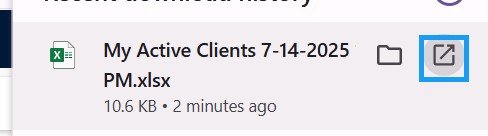 My Active Clients 7-14-2025
PM.xlsx
10.6 KB • 2 minutes ago